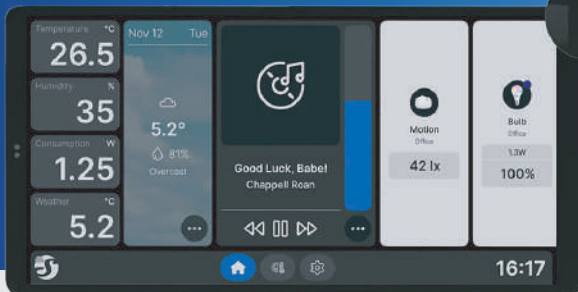 Temperature °C
26.5
Humidity %
35
Consumption W
1.25
Weather °C
5.2
Nov 12 Tue
5.2°
81%
Overcast
Good Luck, Babe!
Chappell Roan
Motion
Office
42 lx
Bulb
Office
1.3W
100%
16:17